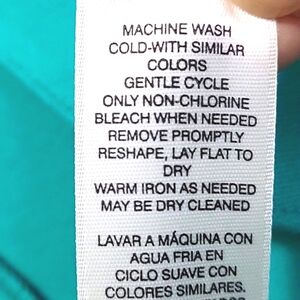 MACHINE WASH
COLD-WITH SIMILAR
COLORS
GENTLE CYCLE
ONLY NON-CHLORINE
BLEACH WHEN NEEDED
REMOVE PROMPTLY
RESHAPE, LAY FLAT TO
DRY
WARM IRON AS NEEDED
MAY BE DRY CLEANED
LAVAR A MÁQUINA CON
AGUA FRIA EN
CICLO SUAVE CON
COLORES SIMILARES.